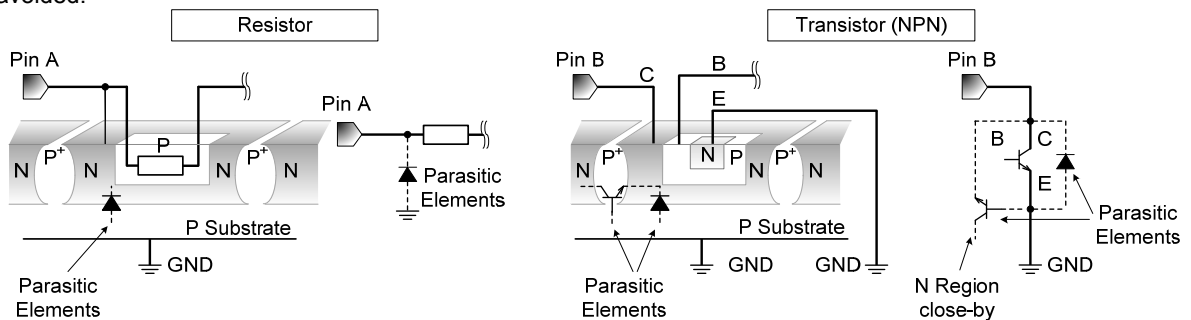 avoided.
Resistor
Transistor (NPN)
Pin A
Pin A
N
P+
N
P
N
P+
N
Parasitic
Elements
P Substrate
GND
Parasitic
Elements
Pin B
C
B
E
N
P+
N
N
P
N
P+
N
P Substrate
GND
GND
Parasitic
Elements
Pin B
B
C
E
Parasitic
Elements
GND
N Region
close-by